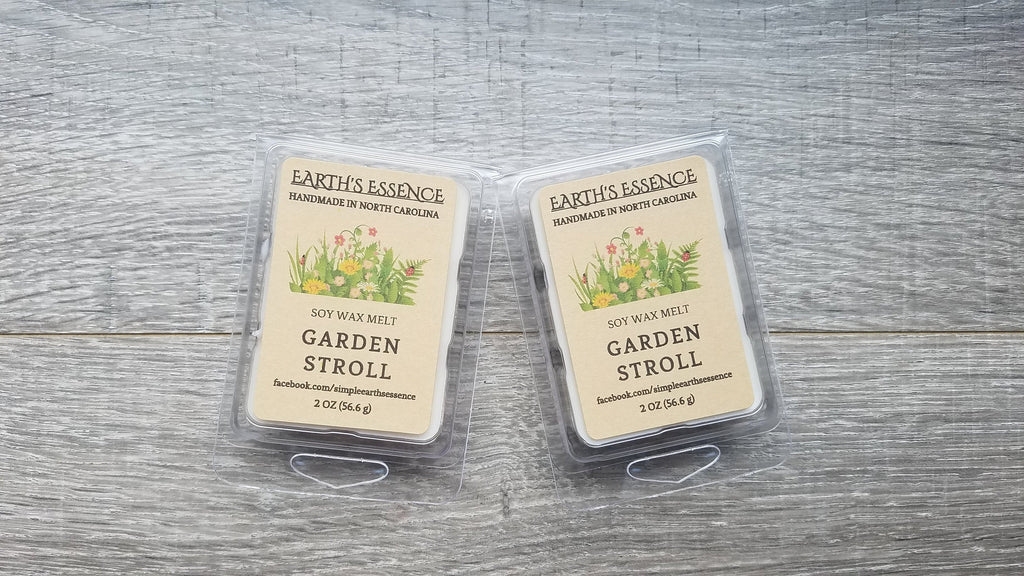 EARTH'S ESSENCE
HANDMADE IN NORTH CAROLINA
SOY WAX MELT
GARDEN
STROLL
facebook.com/simpleearthsessence
2 OZ (56.6 g)
EARTH'S ESSENCE
HANDMADE IN NORTH CAROLINA
SOY WAX MELT
GARDEN
STROLL
facebook.com/simpleearthsessence
2 OZ (56.6 g)